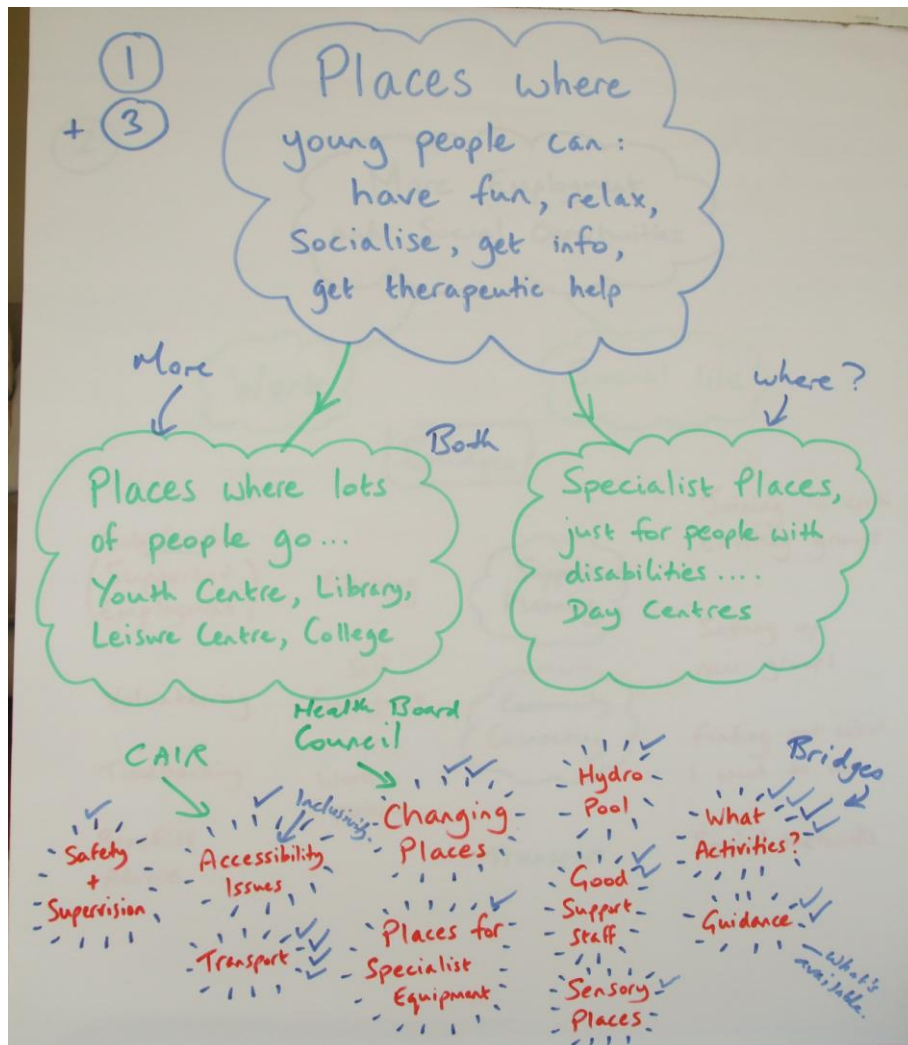 1
+ 3
Places where
young people can:
have fun, relax,
Socialise, get info,
get therapeutic help
More
Both
where?
Places where lots
of people go...
Youth Centre, Library,
Leisure Centre, College
Specialist Places,
just for people with
disabilities....
Day Centres
CAIR
Health Board
Council
Bridges
Safety
+
Supervision
Inclusivity.
Accessibility
Issues
Transport
Changing
Places
Places for
Specialist
Equipment
Hydro
Pool
Good
Support
Staff
Sensory
Places
What
Activities?
Guidance
what's
available.